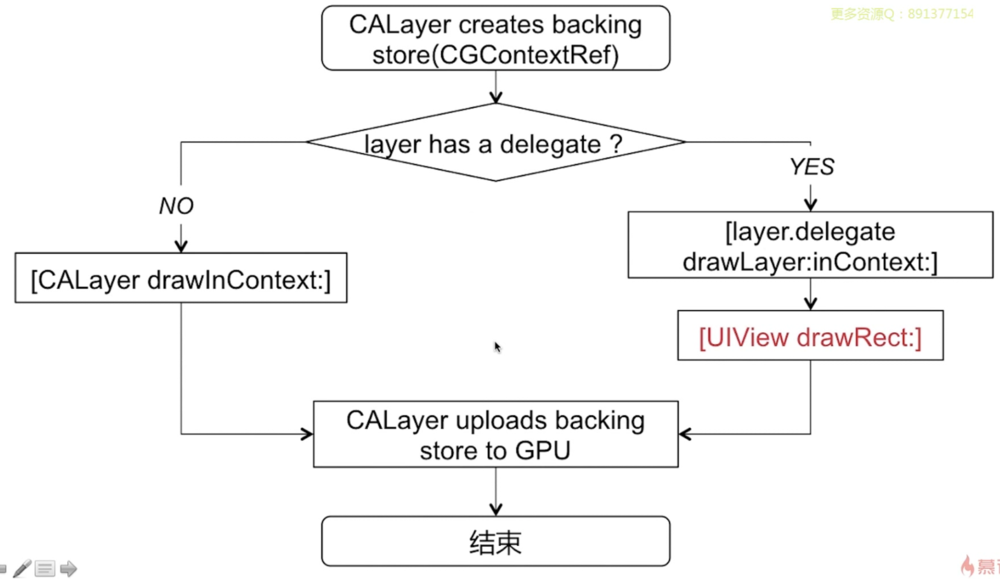 更多资源Q：891377154
CALayer creates backing
store(CGContextRef)
layer has a delegate ?
YES
NO
[layer.delegate
drawLayer:inContext:]
[CALayer drawInContext:]
[UIView drawRect:]
CALayer uploads backing
store to GPU
结束
慕